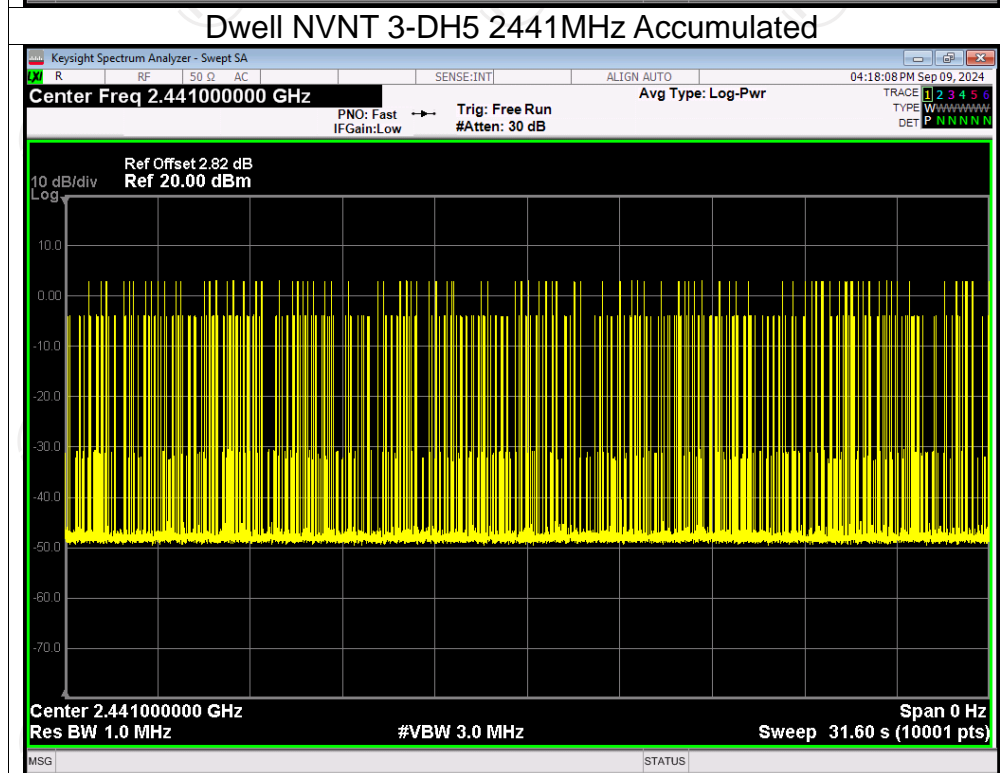 Dwell NVNT 3-DH5 2441MHz Accumulated
Keysight Spectrum Analyzer - Swept SA
LXI R RF 50 Ω AC SENSE:INT ALIGN AUTO 04:18:08 PM Sep 09, 2024
Center Freq 2.441000000 GHz
PNO: Fast
IFGain:Low
Trig: Free Run
#Atten: 30 dB
Avg Type: Log-Pwr
TRACE 1 2 3 4 5 6
TYPE WWWWWW
DET P N N N N N
Ref Offset 2.82 dB
10 dB/div Ref 20.00 dBm
Log
10.0
0.00
-10.0
-20.0
-30.0
-40.0
-50.0
-60.0
-70.0
Center 2.441000000 GHz Span 0 Hz
Res BW 1.0 MHz #VBW 3.0 MHz Sweep 31.60 s (10001 pts)
MSG STATUS